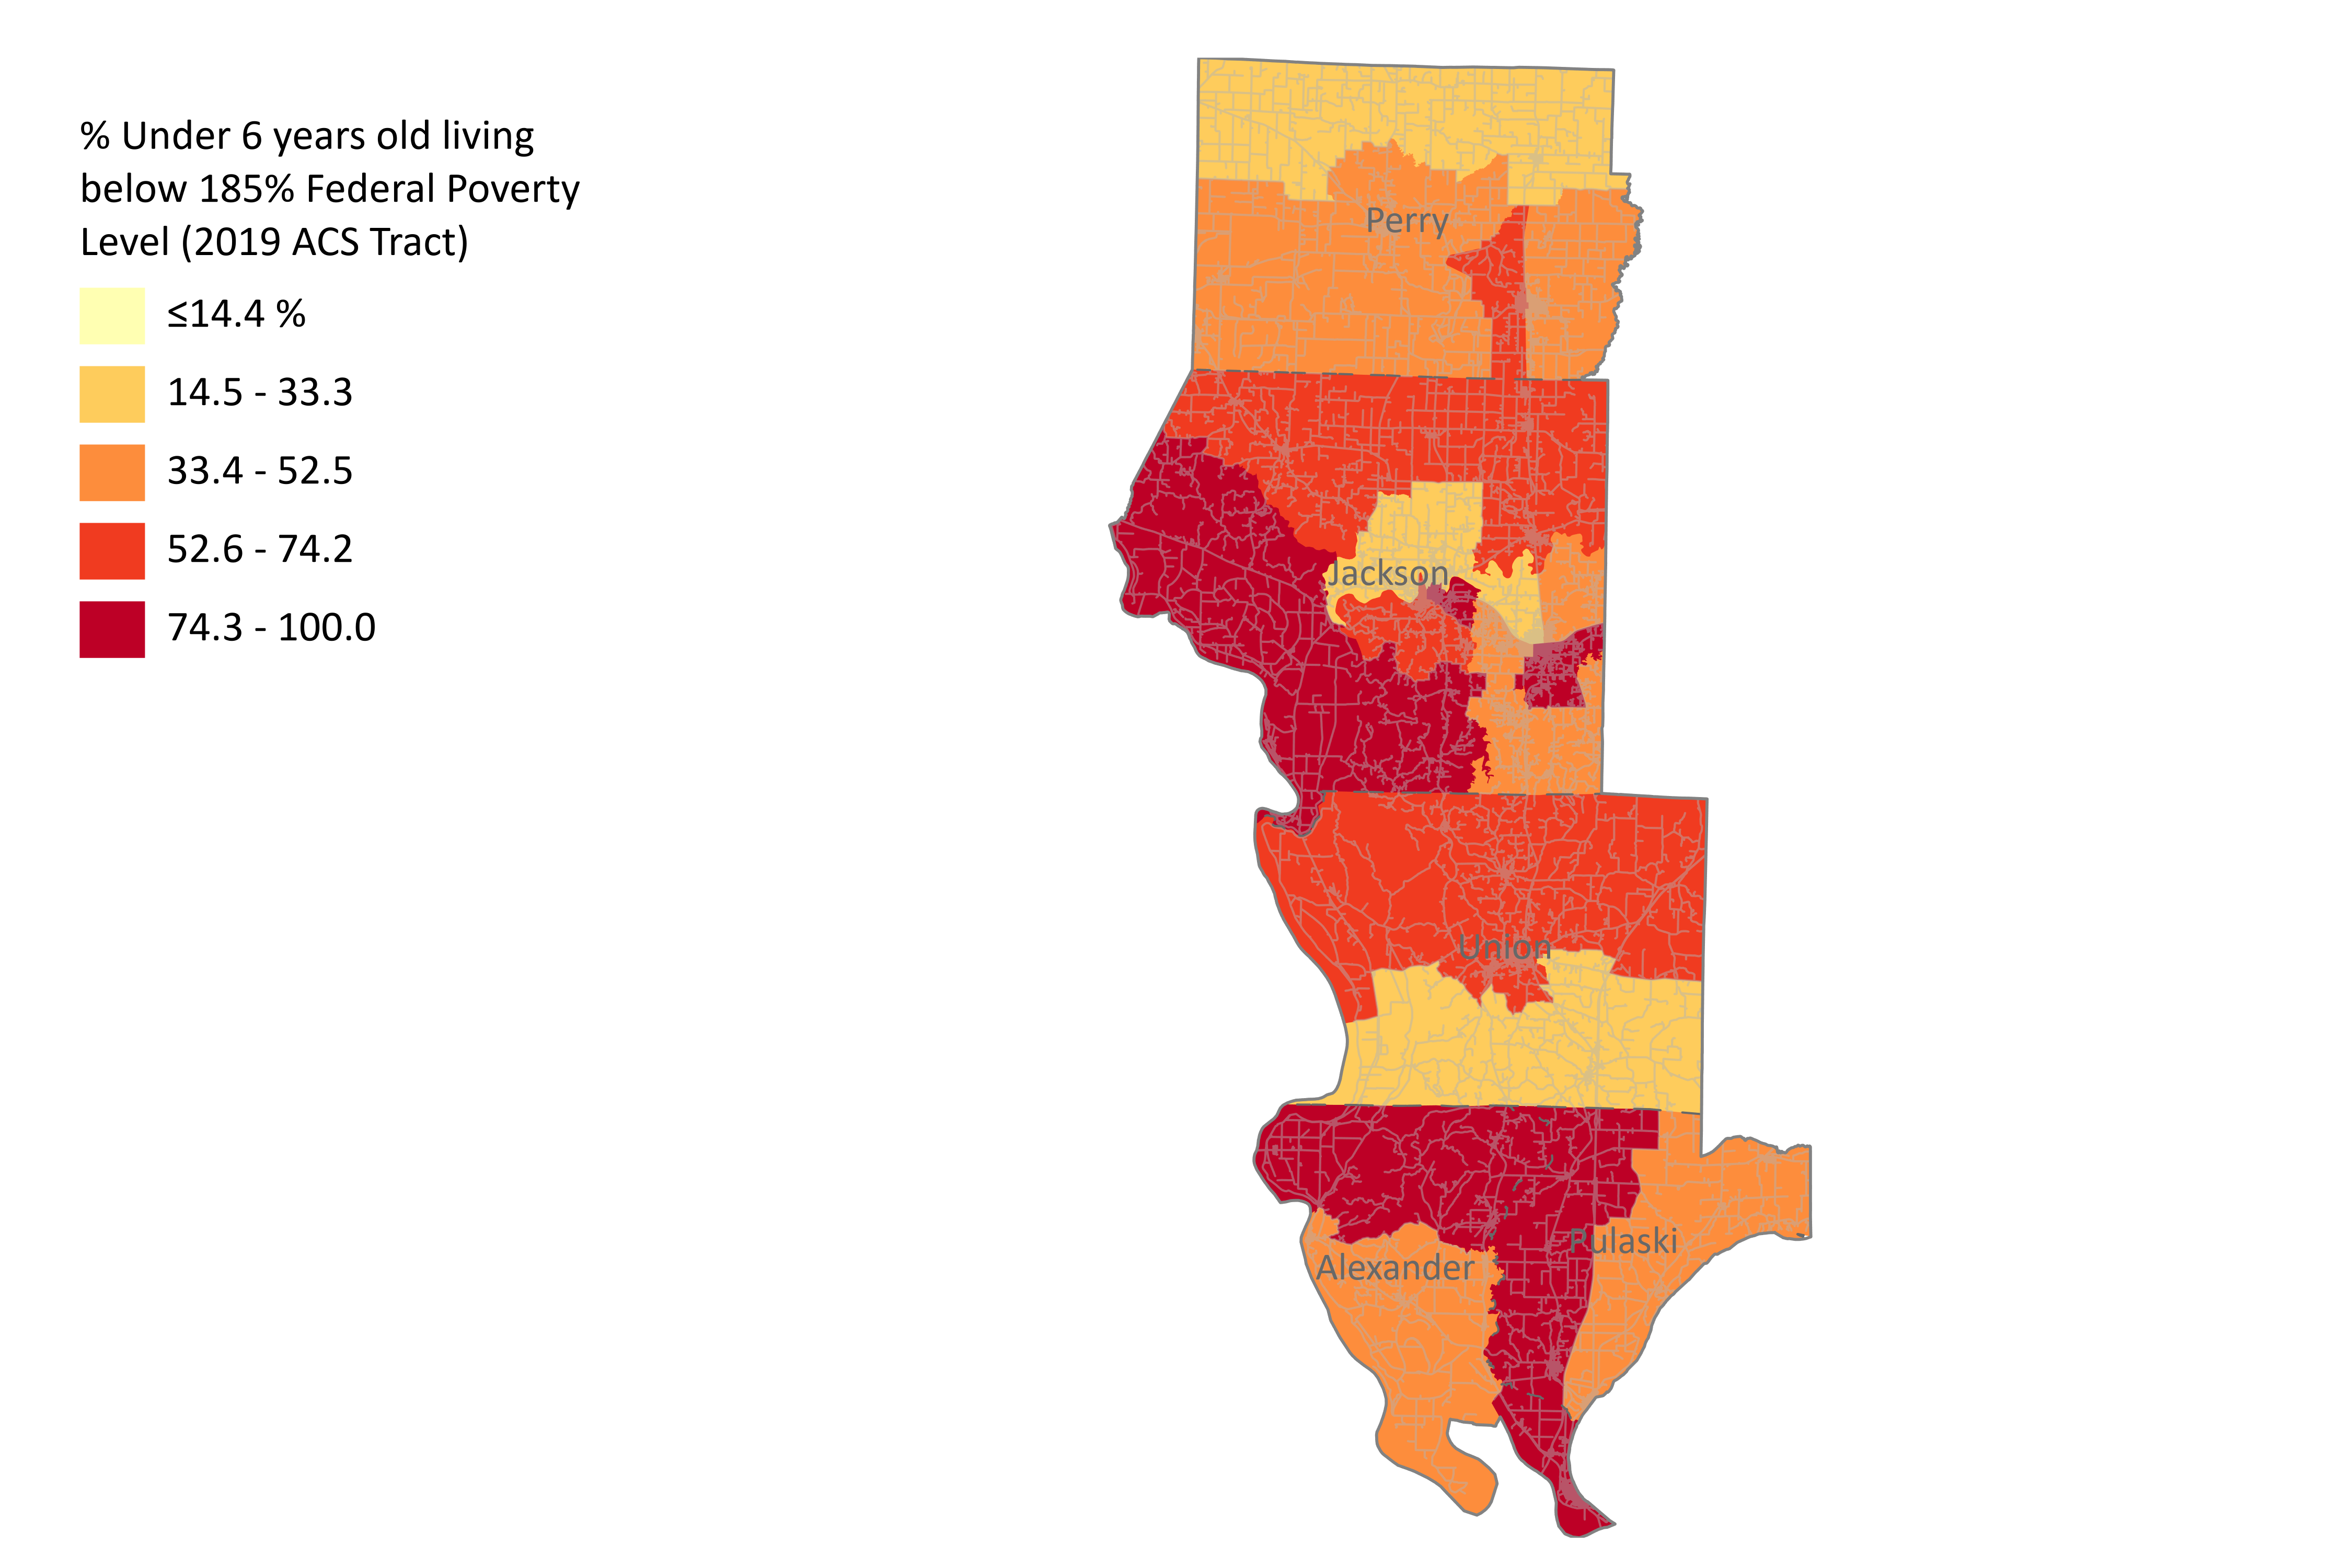 % Under 6 years old living
below 185% Federal Poverty
Level (2019 ACS Tract)
≤14.4 %
14.5 - 33.3
33.4 - 52.5
52.6 - 74.2
74.3 - 100.0
Perry
Jackson
Union
Pulaski
Alexander